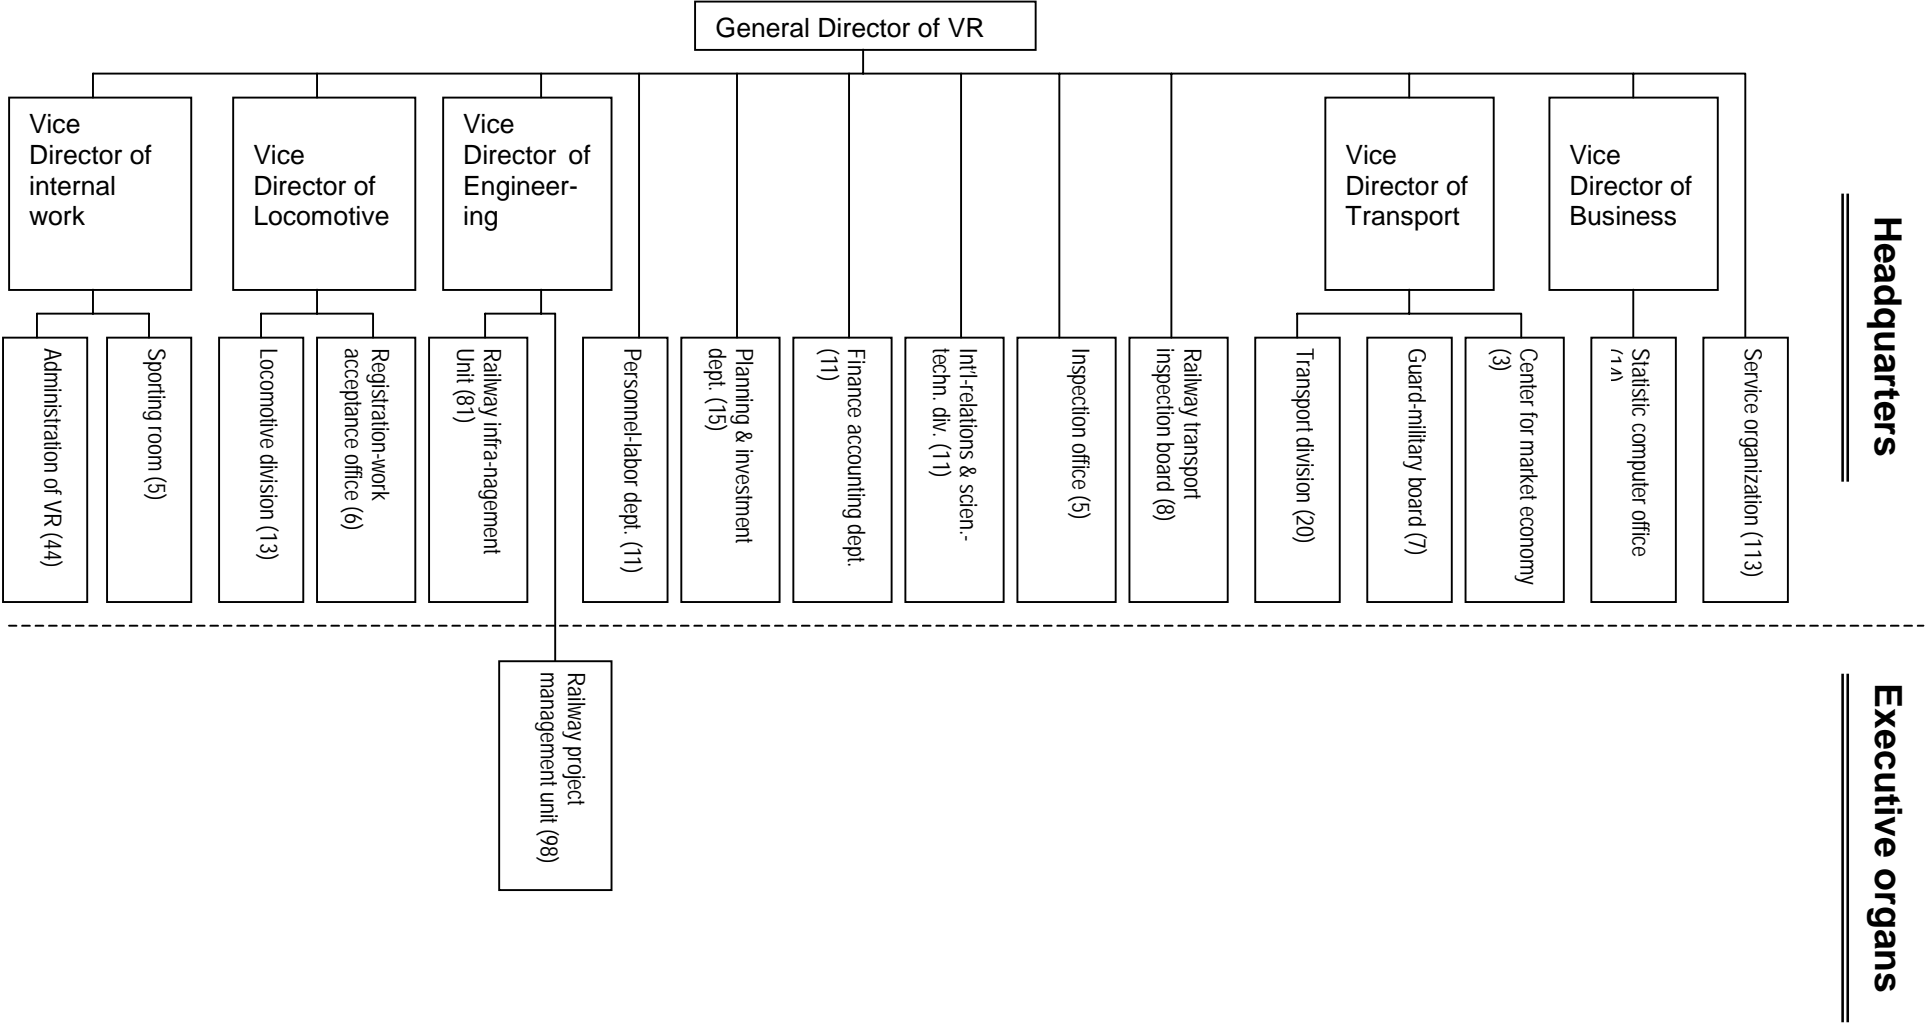 General Director of VR
Vice
Director of
internal
work
Vice
Director of
Locomotive
Vice
Director of
Engineer-
ing
Vice
Director of
Transport
Vice
Director of
Business
Headquarters
Administration of VR (44)
Sporting room (5)
Locomotive division (13)
Registration-work
acceptance office (6)
Railway infra-nagement
Unit (81)
Personnel-labor dept. (11)
Planning & investment
dept. (15)
Finance accounting dept.
(11)
Int'l-relations & scien.-
techn. div. (11)
Inspection office (5)
Railway transport
inspection board (8)
Transport division (20)
Guard-military board (7)
Center for market economy
(3)
Statistic computer office
Service organization (113)
Railway project
management unit (98)
Executive organs